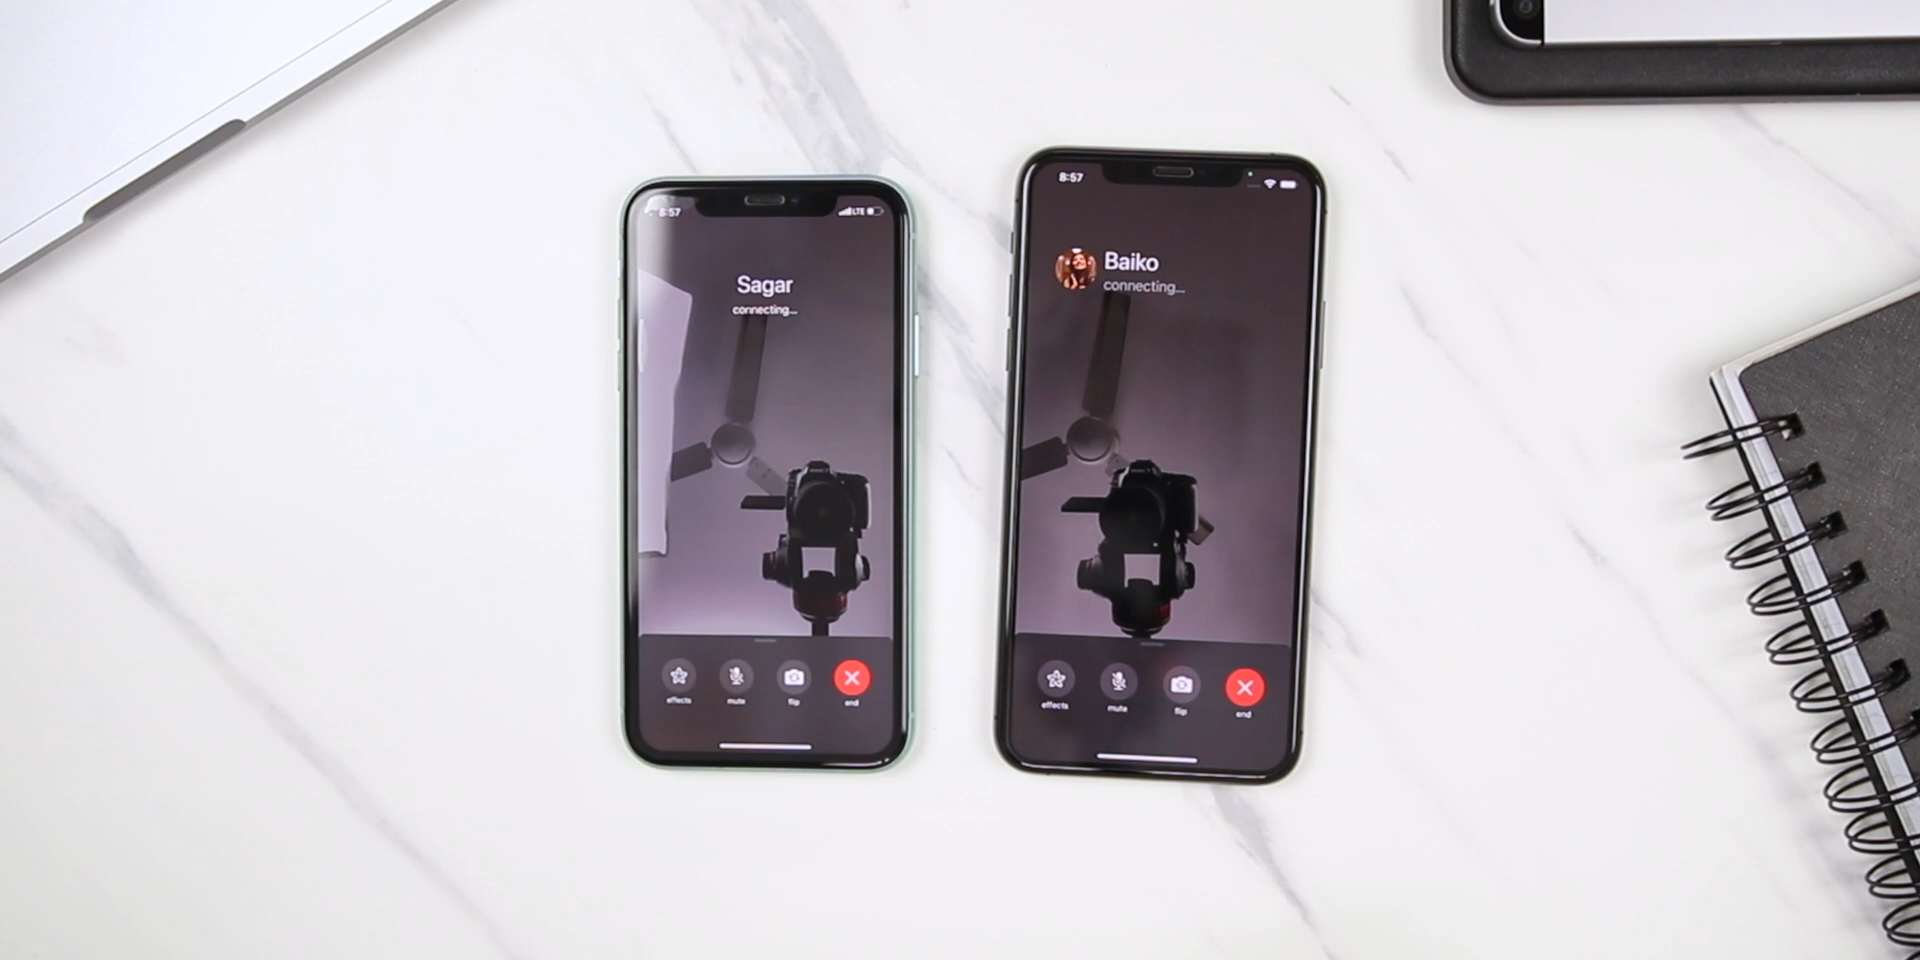 8:57
LTE
Sagar
connecting...
effects
mute
flip
end
8:57
Baiko
connecting...
effects
mute
flip
end